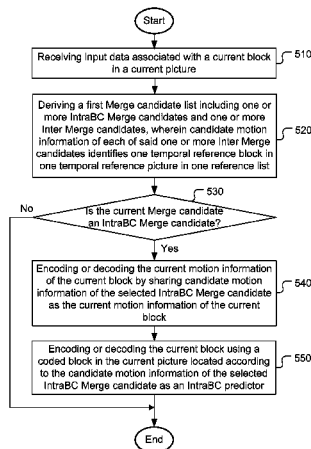 Start
Receiving input data associated with a current block
in a current picture
510
Deriving a first Merge candidate list including one or
more IntraBC Merge candidates and one or more
Inter Merge candidates, wherein candidate motion
information of each of said one or more Inter Merge
candidates identifies one temporal reference block in
one temporal reference picture in one reference list
520
530
Is the current Merge candidate
an IntraBC Merge candidate?
No
Yes
Encoding or decoding the current motion information
of the current block by sharing candidate motion
information of the selected IntraBC Merge candidate
as the current motion information of the current
block
540
Encoding or decoding the current block using a
coded block in the current picture located according
to the candidate motion information of the selected
IntraBC Merge candidate as an IntraBC predictor
550
End